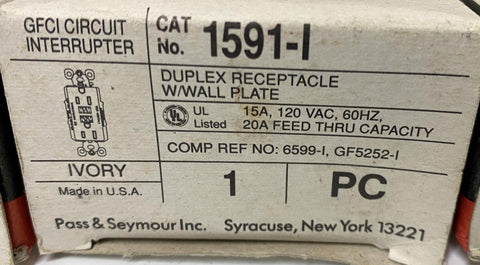 GFCI CIRCUIT
INTERRUPTER
CAT
No. 1591-I
DUPLEX RECEPTACLE
W/WALL PLATE
UL
Listed
15A, 120 VAC, 60HZ,
20A FEED THRU CAPACITY
COMP REF NO: 6599-I, GF5252-I
IVORY
Made in U.S.A.
1 PC
Pass & Seymour Inc. Syracuse, New York 13221